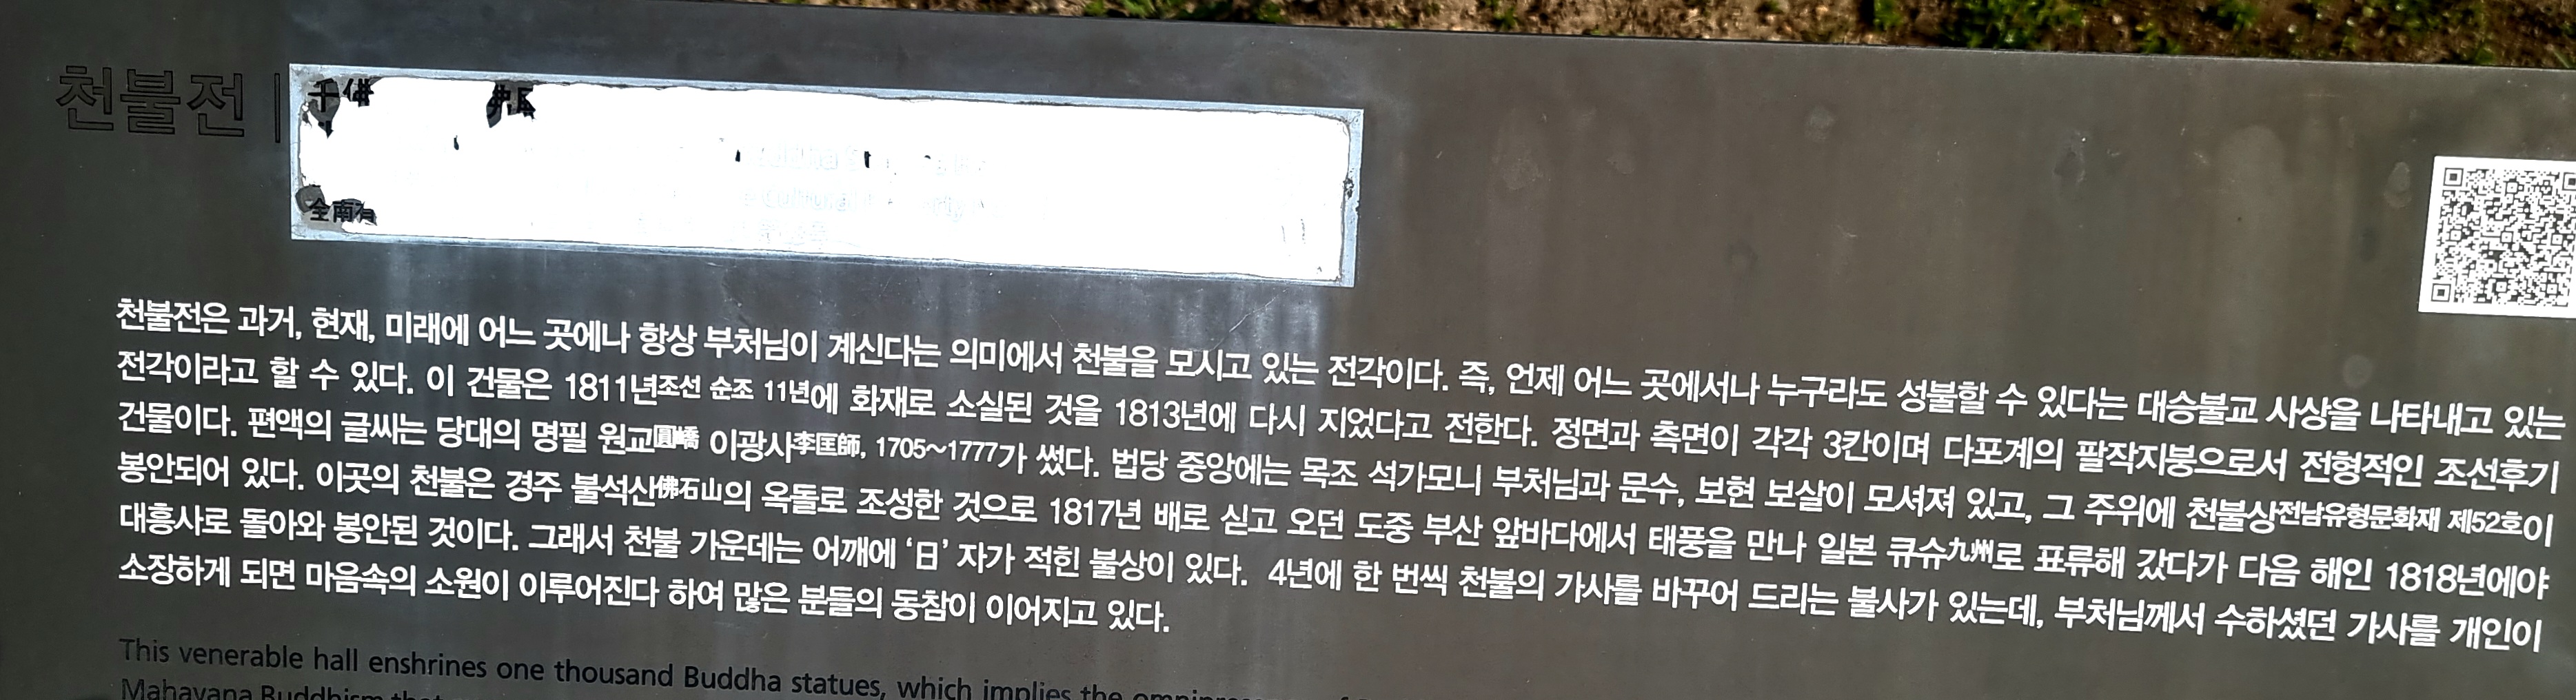 천불전
千佛
殿
全南有
천불전은 과거, 현재, 미래에 어느 곳에나 항상 부처님이 계신다는 의미에서 천불을 모시고 있는 전각이다. 즉, 언제 어느 곳에서나 누구라도 성불할 수 있다는 대승불교 사상을 나타내고 있는
전각이라고 할 수 있다. 이 건물은 1811년조선 순조 11년에 화재로 소실된 것을 1813년에 다시 지었다고 전한다. 정면과 측면이 각각 3칸이며 다포계의 팔작지붕으로서 전형적인 조선후기
건물이다. 편액의 글씨는 당대의 명필 원교圓嶠 이광사李匡師, 1705~1777가 썼다. 법당 중앙에는 목조 석가모니 부처님과 문수, 보현 보살이 모셔져 있고, 그 주위에 천불상전남유형문화재 제52호이
봉안되어 있다. 이곳의 천불은 경주 불석산佛石山의 옥돌로 조성한 것으로 1817년 배로 싣고 오던 도중 부산 앞바다에서 태풍을 만나 일본 큐슈九州로 표류해 갔다가 다음 해인 1818년에야
대흥사로 돌아와 봉안된 것이다. 그래서 천불 가운데는 어깨에 ‘日’ 자가 적힌 불상이 있다. 4년에 한 번씩 천불의 가사를 바꾸어 드리는 불사가 있는데, 부처님께서 수하셨던 가사를 개인이
소장하게 되면 마음속의 소원이 이루어진다 하여 많은 분들의 동참이 이어지고 있다.
This venerable hall enshrines one thousand Buddha statues, which implies the
Mahayana Buddhism that